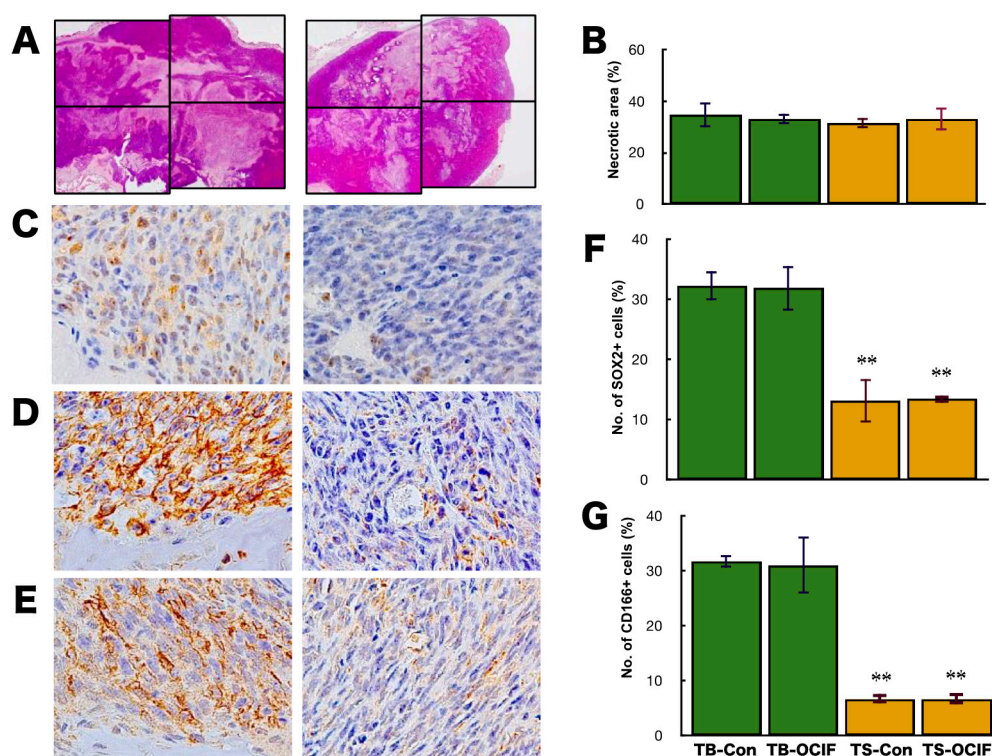 A
B
Necrotic area (%)
60
40
20
0
C
F
No. of SOX2+ cells (%)
40
30
20
10
0
**
**
D
G
No. of CD166+ cells (%)
40
30
20
10
0
**
**
E
TB-Con TB-OCIF TS-Con TS-OCIF